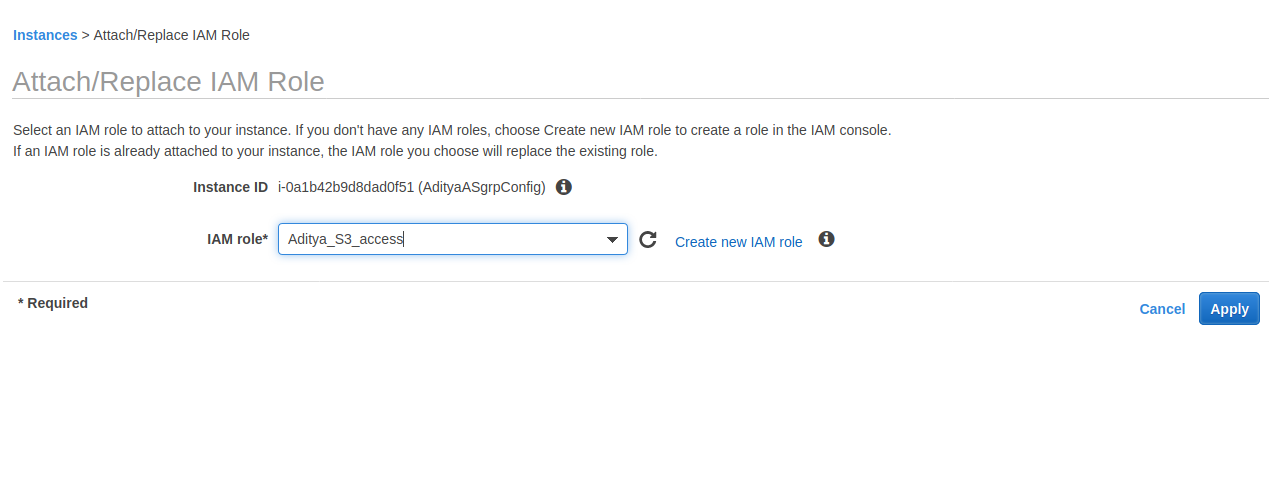 Instances > Attach/Replace IAM Role
Attach/Replace IAM Role
Select an IAM role to attach to your instance. If you don't have any IAM roles, choose Create new IAM role to create a role in the IAM console.
If an IAM role is already attached to your instance, the IAM role you choose will replace the existing role.
Instance ID i-0a1b42b9d8dad0f51 (AdityaASgrpConfig)
IAM role* Aditya_S3_access Create new IAM role
* Required
Cancel Apply